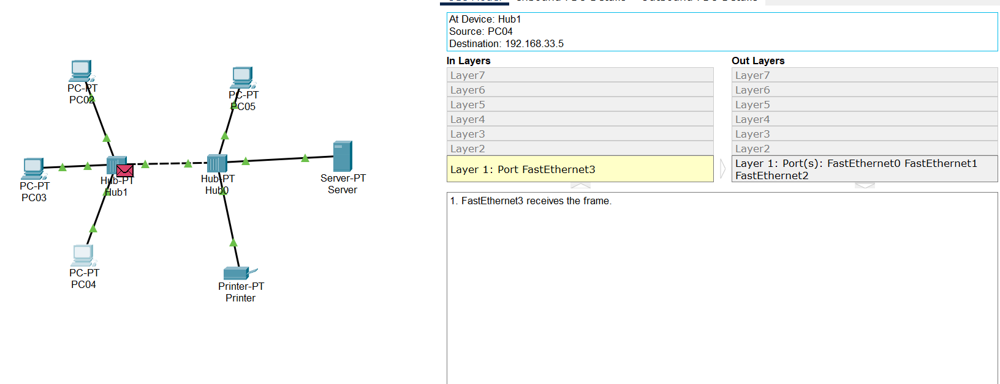 At Device: Hub1
Source: PC04
Destination: 192.168.33.5
In Layers
Out Layers
Layer7
Layer7
Layer6
Layer6
Layer5
Layer5
Layer4
Layer4
Layer3
Layer3
Layer2
Layer2
Layer 1: Port FastEthernet3
Layer 1: Port(s): FastEthernet0 FastEthernet1
FastEthernet2
1. FastEthernet3 receives the frame.
PC-PT
PC02
PC-PT
PC05
PC-PT
PC03
Hub-PT
Hub1
Hub-PT
Hub0
Server-PT
Server
PC-PT
PC04
Printer-PT
Printer